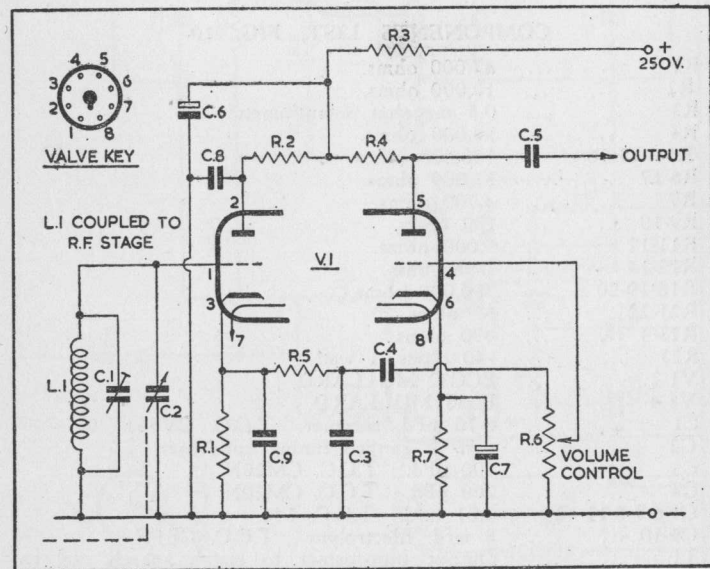 R.3
+
250V.
4 5
3 6
2 7
1 8
VALVE KEY
C.6
C.8
R.2
R.4
C.5
OUTPUT.
L.1 COUPLED TO
R.F. STAGE
2
5
1
V.1
4
3
6
7
8
L.1
C.1
C.2
R.5
C.4
R.1
C.9
C.3
R.7
C.7
R.6
VOLUME
CONTROL
−